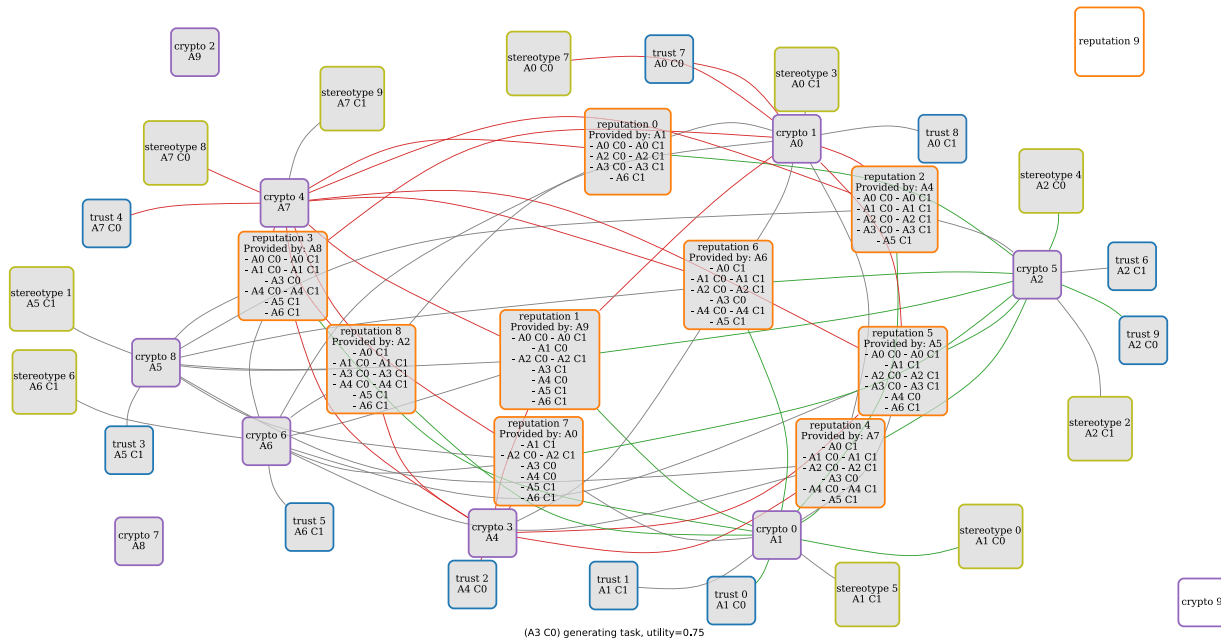 reputation 9
crypto 2
A9
stereotype 7
A0 C0
trust 7
A0 C0
stereotype 3
A0 C1
stereotype 9
A7 C1
stereotype 8
A7 C0
reputation 0
Provided by: A1
- A0 C0 - A0 C1
- A2 C0 - A2 C1
- A3 C0 - A3 C1
- A6 C1
crypto 1
A0
trust 8
A0 C1
stereotype 4
A2 C0
crypto 4
A7
trust 4
A7 C0
reputation 2
Provided by: A4
- A0 C0 - A0 C1
- A1 C0 - A1 C1
- A2 C0 - A2 C1
- A3 C0 - A3 C1
- A5 C1
reputation 3
Provided by: A8
- A0 C0 - A0 C1
- A1 C0 - A1 C1
- A3 C0
- A4 C0 - A4 C1
- A5 C1
- A6 C1
reputation 6
Provided by: A6
- A0 C1
- A1 C0 - A1 C1
- A2 C0 - A2 C1
- A3 C0
- A4 C0 - A4 C1
- A5 C1
crypto 5
A2
trust 6
A2 C1
stereotype 1
A5 C1
trust 9
A2 C0
crypto 8
A5
reputation 8
Provided by: A2
- A0 C1
- A1 C0 - A1 C1
- A3 C0 - A3 C1
- A4 C0 - A4 C1
- A5 C1
- A6 C1
reputation 1
Provided by: A9
- A0 C0 - A0 C1
- A1 C0
- A2 C0 - A2 C1
- A3 C1
- A4 C0
- A5 C1
- A6 C1
reputation 5
Provided by: A5
- A0 C0 - A0 C1
- A1 C1
- A2 C0 - A2 C1
- A3 C0 - A3 C1
- A4 C0
- A6 C1
stereotype 6
A6 C1
stereotype 2
A2 C1
crypto 6
A6
trust 3
A5 C1
reputation 7
Provided by: A0
- A1 C1
- A2 C0 - A2 C1
- A3 C0
- A4 C0
- A5 C1
- A6 C1
reputation 4
Provided by: A7
- A0 C1
- A1 C0 - A1 C1
- A2 C0 - A2 C1
- A3 C0
- A4 C0 - A4 C1
- A5 C1
trust 5
A6 C1
crypto 7
A8
crypto 3
A4
crypto 0
A1
stereotype 0
A1 C0
trust 2
A4 C0
trust 1
A1 C1
trust 0
A1 C0
stereotype 5
A1 C1
crypto 9
(A3 C0) generating task, utility=0.75